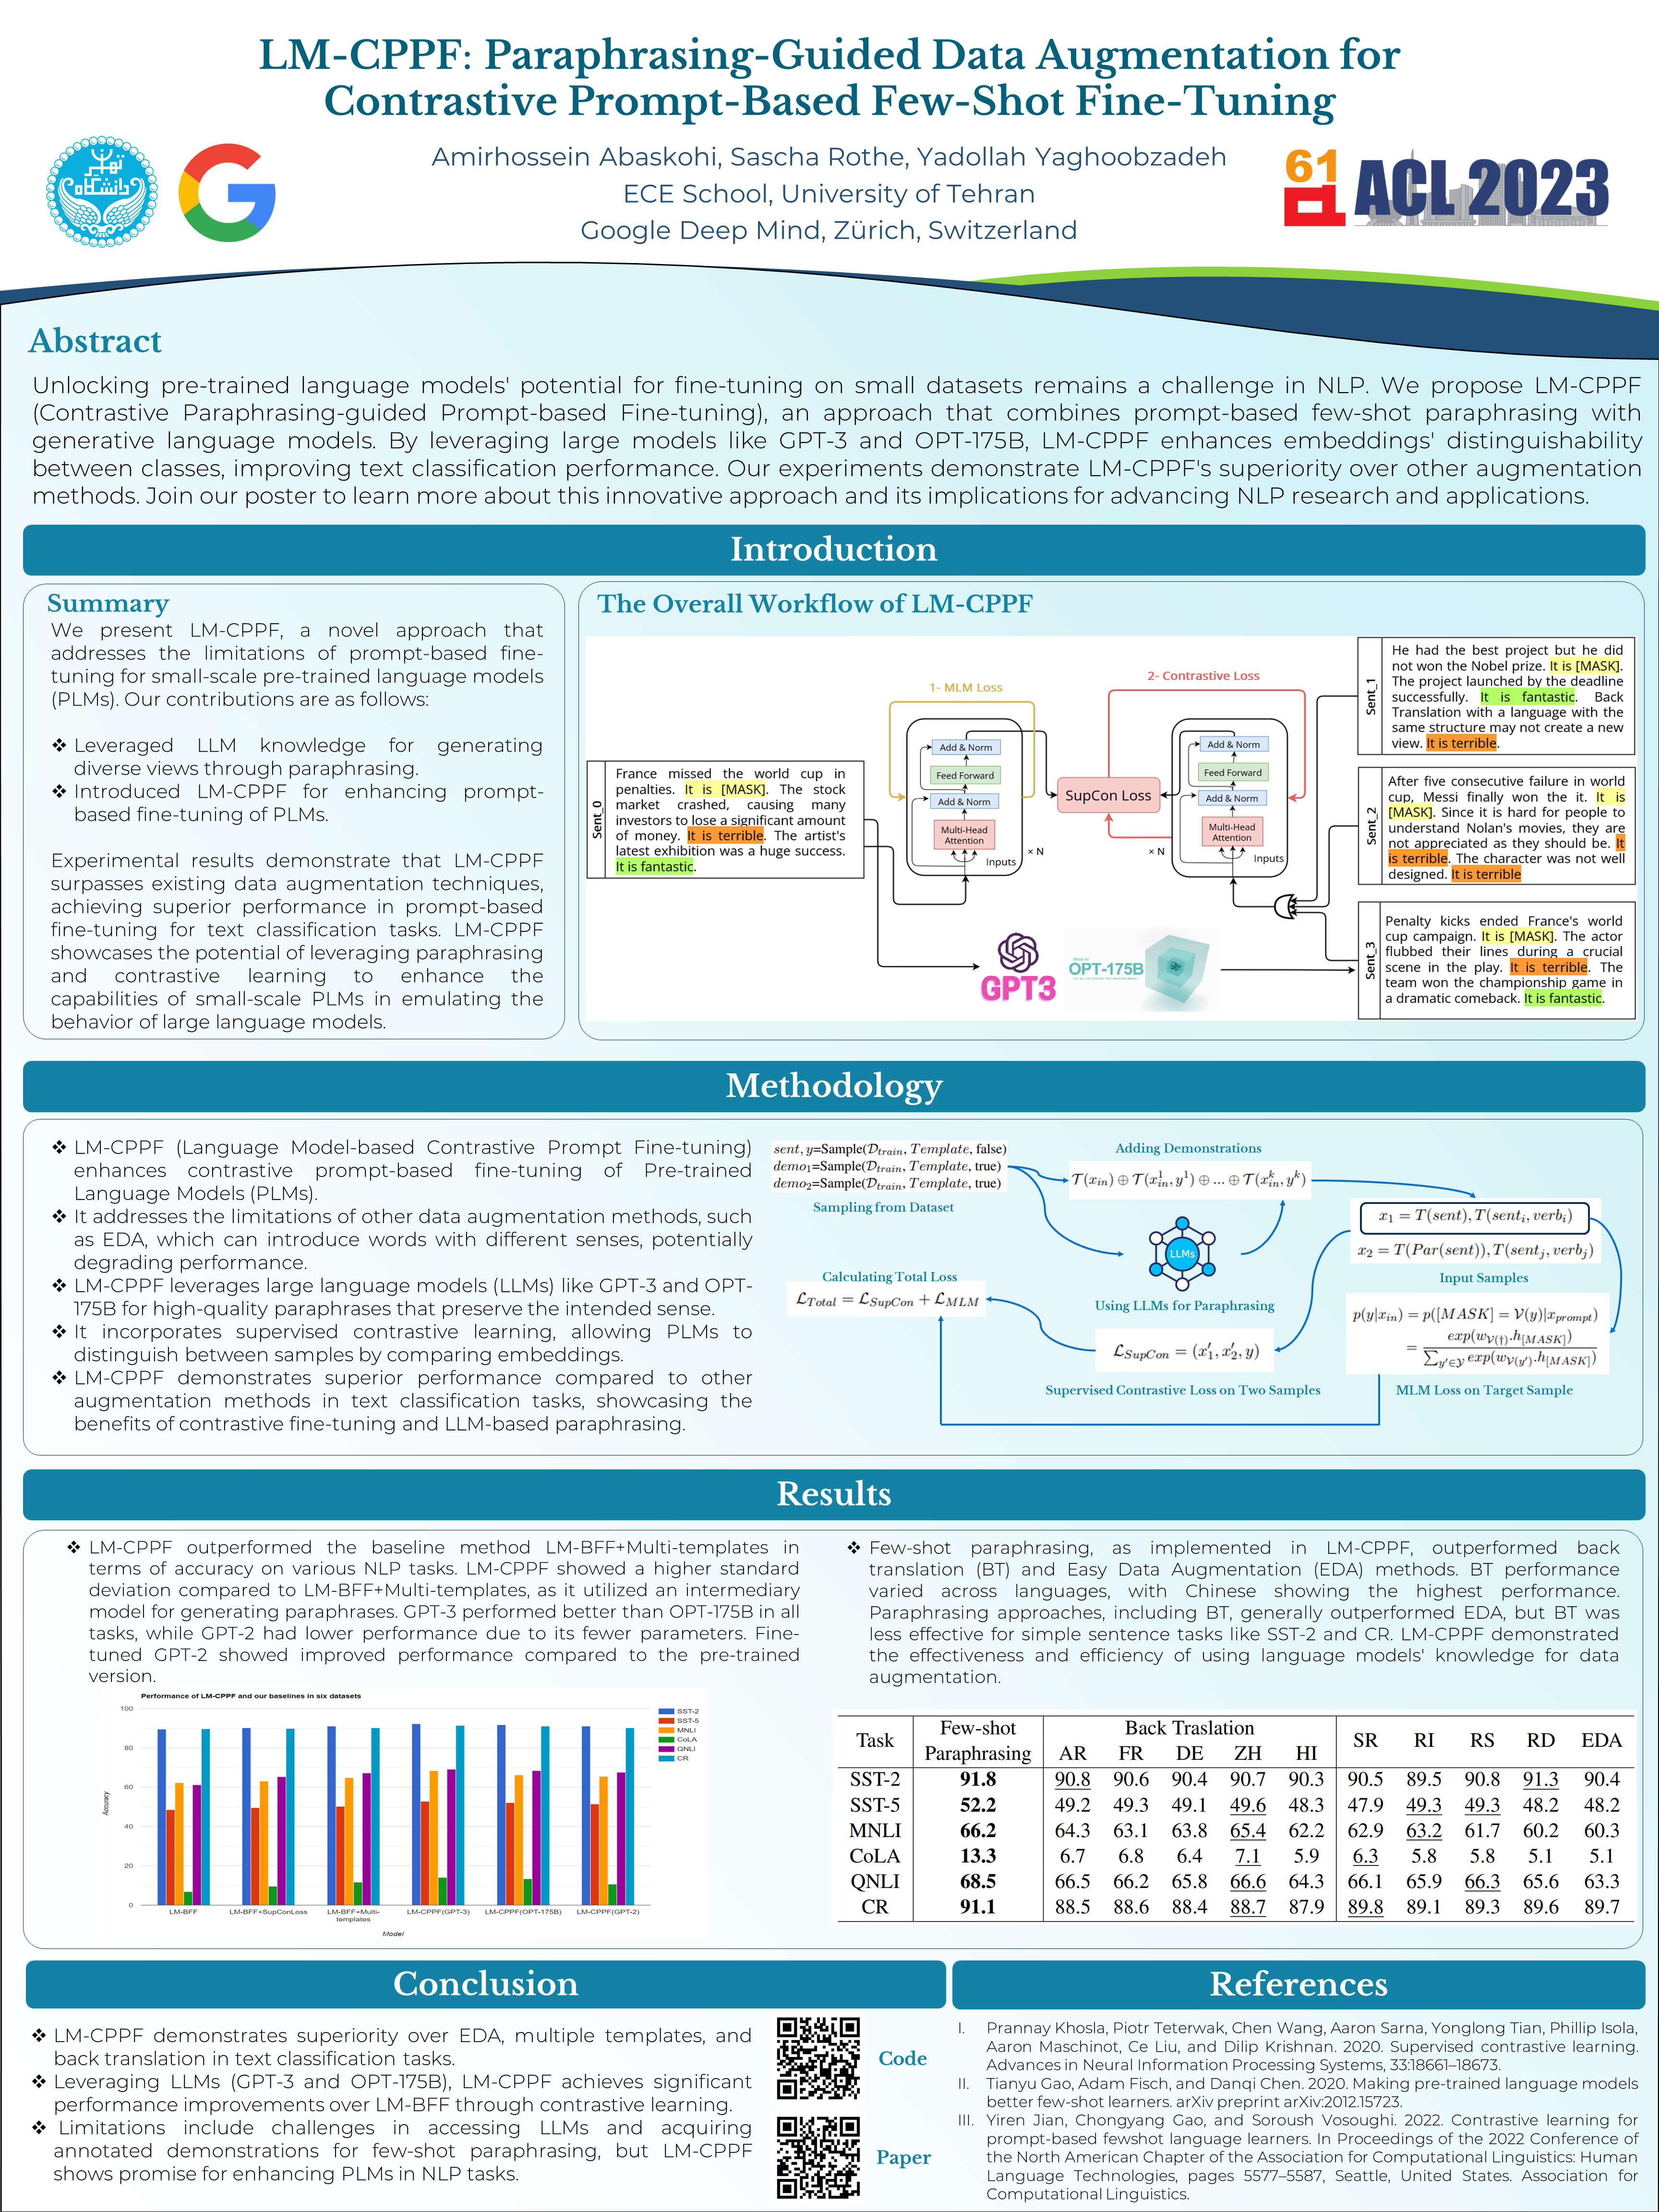 LM-CPPF: Paraphrasing-Guided Data Augmentation for
Contrastive Prompt-Based Few-Shot Fine-Tuning
Amirhossein Abaskohi, Sascha Rothe, Yadollah Yaghoobzadeh
ECE School, University of Tehran
Google Deep Mind, Zürich, Switzerland
61
ACL 2023
Abstract
Unlocking pre-trained language models' potential for fine-tuning on small datasets remains a challenge in NLP. We propose LM-CPPF
(Contrastive Paraphrasing-guided Prompt-based Fine-tuning), an approach that combines prompt-based few-shot paraphrasing with
generative language models. By leveraging large models like GPT-3 and OPT-175B, LM-CPPF enhances embeddings' distinguishability
between classes, improving text classification performance. Our experiments demonstrate LM-CPPF's superiority over other augmentation
methods. Join our poster to learn more about this innovative approach and its implications for advancing NLP research and applications.
Introduction
Summary
We present LM-CPPF, a novel approach that
addresses the limitations of prompt-based fine-
tuning for small-scale pre-trained language models
(PLMs). Our contributions are as follows:
❖ Leveraged LLM knowledge for generating
diverse views through paraphrasing.
❖ Introduced LM-CPPF for enhancing prompt-
based fine-tuning of PLMs.
Experimental results demonstrate that LM-CPPF
surpasses existing data augmentation techniques,
achieving superior performance in prompt-based
fine-tuning for text classification tasks. LM-CPPF
showcases the potential of leveraging paraphrasing
and contrastive learning to enhance the
capabilities of small-scale PLMs in emulating the
behavior of large language models.
The Overall Workflow of LM-CPPF
Sent_0
France missed the world cup in
penalties. It is [MASK]. The stock
market crashed, causing many
investors to lose a significant amount
of money. It is terrible. The artist's
latest exhibition was a huge success.
It is fantastic.
1- MLM Loss
Add & Norm
Feed Forward
Add & Norm
Multi-Head
Attention
Inputs
× N
SupCon Loss
2- Contrastive Loss
Add & Norm
Feed Forward
Add & Norm
Multi-Head
Attention
Inputs
× N
GPT3
OPT-175B
Sent_1
He had the best project but he did
not won the Nobel prize. It is [MASK].
The project launched by the deadline
successfully. It is fantastic. Back
Translation with a language with the
same structure may not create a new
view. It is terrible.
Sent_2
After five consecutive failure in world
cup, Messi finally won the it. It is
[MASK]. Since it is hard for people to
understand Nolan's movies, they are
not appreciated as they should be. It
is terrible. The character was not well
designed. It is terrible
Sent_3
Penalty kicks ended France's world
cup campaign. It is [MASK]. The actor
flubbed their lines during a crucial
scene in the play. It is terrible. The
team won the championship game in
a dramatic comeback. It is fantastic.
Methodology
❖ LM-CPPF (Language Model-based Contrastive Prompt Fine-tuning)
enhances contrastive prompt-based fine-tuning of Pre-trained
Language Models (PLMs).
❖ It addresses the limitations of other data augmentation methods, such
as EDA, which can introduce words with different senses, potentially
degrading performance.
❖ LM-CPPF leverages large language models (LLMs) like GPT-3 and OPT-
175B for high-quality paraphrases that preserve the intended sense.
❖ It incorporates supervised contrastive learning, allowing PLMs to
distinguish between samples by comparing embeddings.
❖ LM-CPPF demonstrates superior performance compared to other
augmentation methods in text classification tasks, showcasing the
benefits of contrastive fine-tuning and LLM-based paraphrasing.
sent, y=Sample(𝒟train, Template, false)
demo1=Sample(𝒟train, Template, true)
demo2=Sample(𝒟train, Template, true)
Sampling from Dataset
Adding Demonstrations
𝒯(x_in) ⊕ 𝒯(x_in^1, y^1) ⊕ ... ⊕ 𝒯(x_in^k, y^k)
LLMs
Using LLMs for Paraphrasing
x1 = T(sent), T(sent_i, verb_i)
x2 = T(Par(sent)), T(sent_j, verb_j)
Input Samples
Calculating Total Loss
ℒ_Total = ℒ_SupCon + ℒ_MLM
ℒ_SupCon = (x′1, x′2, y)
Supervised Contrastive Loss on Two Samples
p(y|x_in) = p([MASK] = 𝒱(y)|x_prompt)
= exp(w_𝒱(†).h_[MASK]) / ∑_y′∈𝒴 exp(w_𝒱(y′).h_[MASK])
MLM Loss on Target Sample
Results
❖ LM-CPPF outperformed the baseline method LM-BFF+Multi-templates in
terms of accuracy on various NLP tasks. LM-CPPF showed a higher standard
deviation compared to LM-BFF+Multi-templates, as it utilized an intermediary
model for generating paraphrases. GPT-3 performed better than OPT-175B in all
tasks, while GPT-2 had lower performance due to its fewer parameters. Fine-
tuned GPT-2 showed improved performance compared to the pre-trained
version.
Performance of LM-CPPF and our baselines in six datasets
100
80
60
40
20
0
Accuracy
LM-BFF
LM-BFF+SupConLoss
LM-BFF+Multi-
templates
LM-CPPF(GPT-3)
LM-CPPF(OPT-175B)
LM-CPPF(GPT-2)
Model
SST-2
SST-5
MNLI
CoLA
QNLI
CR
❖ Few-shot paraphrasing, as implemented in LM-CPPF, outperformed back
translation (BT) and Easy Data Augmentation (EDA) methods. BT performance
varied across languages, with Chinese showing the highest performance.
Paraphrasing approaches, including BT, generally outperformed EDA, but BT was
less effective for simple sentence tasks like SST-2 and CR. LM-CPPF demonstrated
the effectiveness and efficiency of using language models' knowledge for data
augmentation.
Task Few-shot Paraphrasing Back Traslation SR RI RS RD EDA
AR FR DE ZH HI
SST-2 91.8 90.8 90.6 90.4 90.7 90.3 90.5 89.5 90.8 91.3 90.4
SST-5 52.2 49.2 49.3 49.1 49.6 48.3 47.9 49.3 49.3 48.2 48.2
MNLI 66.2 64.3 63.1 63.8 65.4 62.2 62.9 63.2 61.7 60.2 60.3
CoLA 13.3 6.7 6.8 6.4 7.1 5.9 6.3 5.8 5.8 5.1 5.1
QNLI 68.5 66.5 66.2 65.8 66.6 64.3 66.1 65.9 66.3 65.6 63.3
CR 91.1 88.5 88.6 88.4 88.7 87.9 89.8 89.1 89.3 89.6 89.7
Conclusion
❖ LM-CPPF demonstrates superiority over EDA, multiple templates, and
back translation in text classification tasks.
❖ Leveraging LLMs (GPT-3 and OPT-175B), LM-CPPF achieves significant
performance improvements over LM-BFF through contrastive learning.
❖ Limitations include challenges in accessing LLMs and acquiring
annotated demonstrations for few-shot paraphrasing, but LM-CPPF
shows promise for enhancing PLMs in NLP tasks.
Code
Paper
References
I. Prannay Khosla, Piotr Teterwak, Chen Wang, Aaron Sarna, Yonglong Tian, Phillip Isola,
Aaron Maschinot, Ce Liu, and Dilip Krishnan. 2020. Supervised contrastive learning.
Advances in Neural Information Processing Systems, 33:18661–18673.
II. Tianyu Gao, Adam Fisch, and Danqi Chen. 2020. Making pre-trained language models
better few-shot learners. arXiv preprint arXiv:2012.15723.
III. Yiren Jian, Chongyang Gao, and Soroush Vosoughi. 2022. Contrastive learning for
prompt-based fewshot language learners. In Proceedings of the 2022 Conference of
the North American Chapter of the Association for Computational Linguistics: Human
Language Technologies, pages 5577–5587, Seattle, United States. Association for
Computational Linguistics.